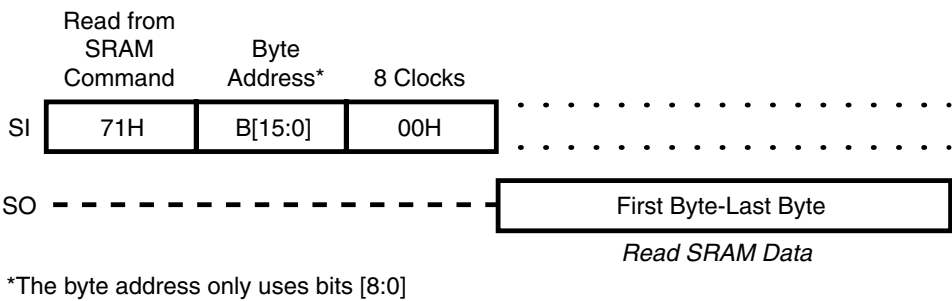 Read from
SRAM
Command
Byte
Address*
8 Clocks
SI
71H
B[15:0]
00H
SO
First Byte-Last Byte
Read SRAM Data
*The byte address only uses bits [8:0]